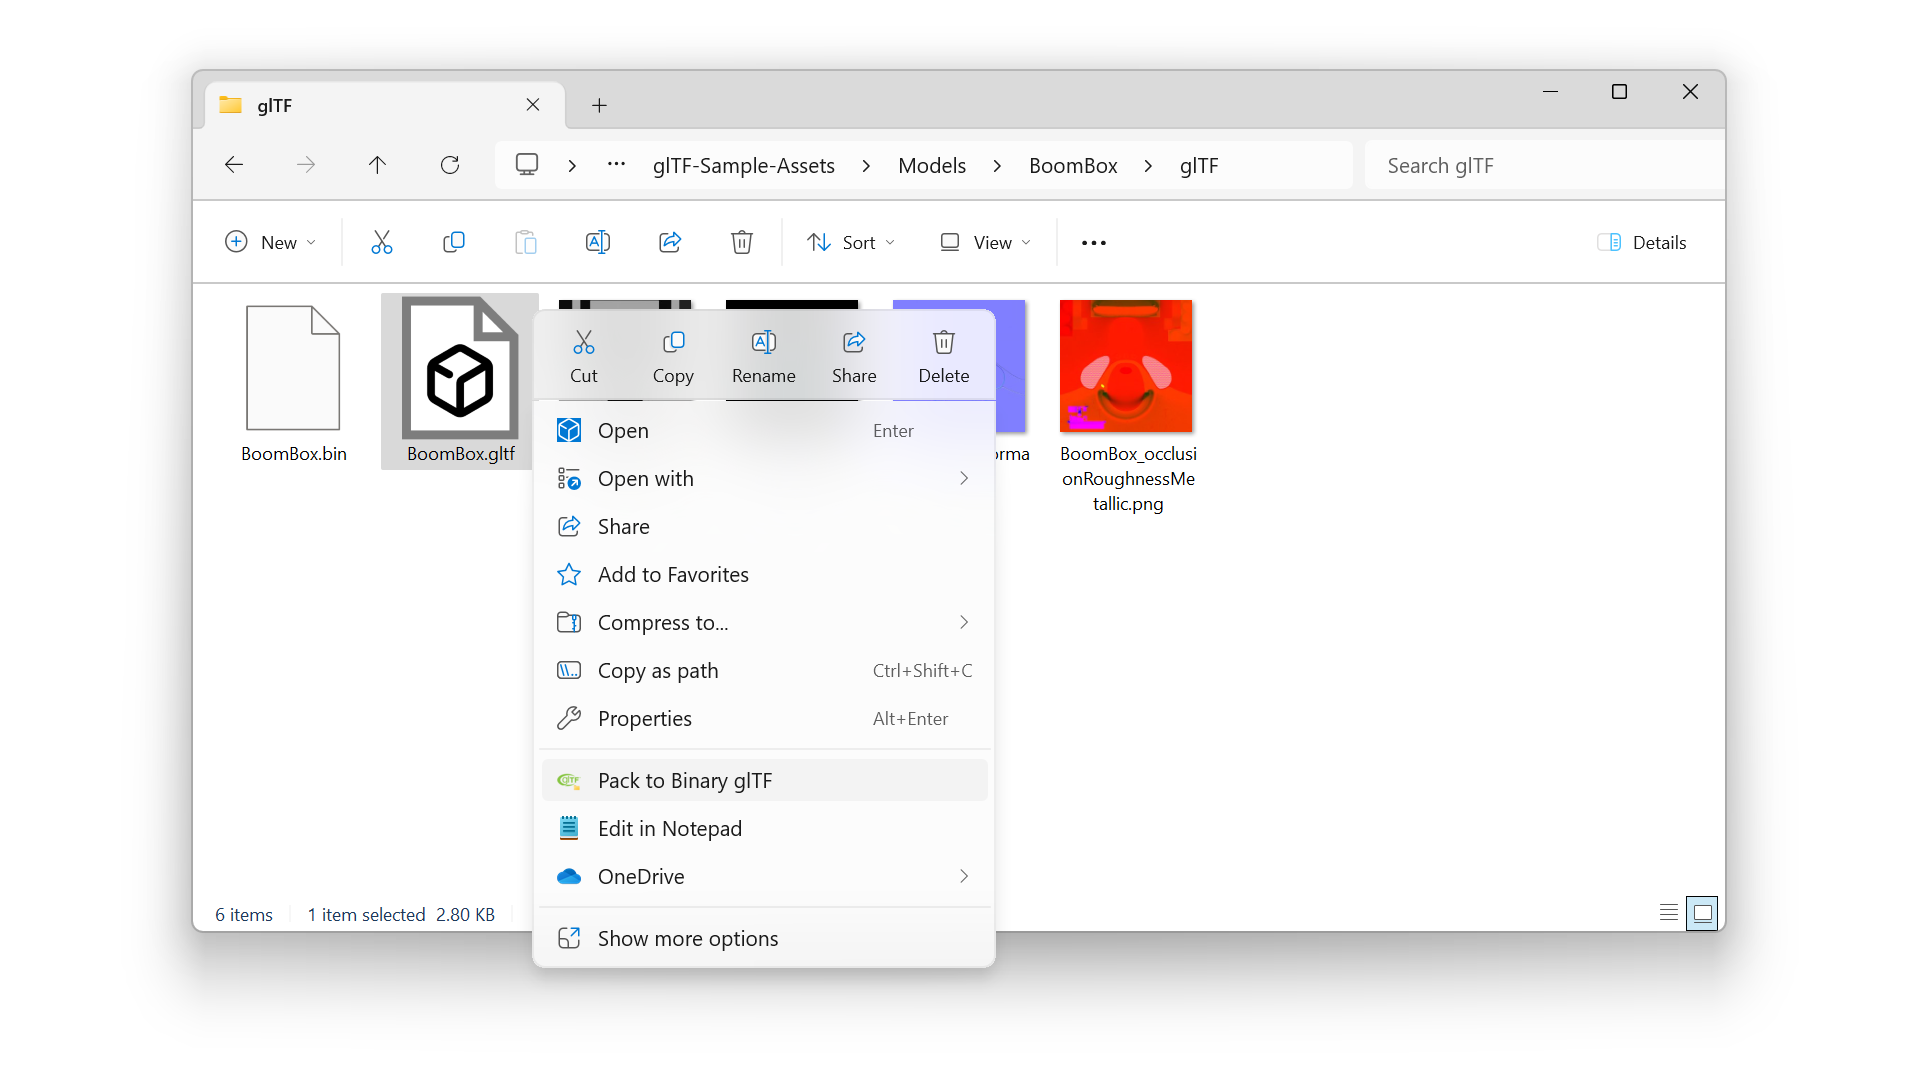 glTF
glTF-Sample-Assets
Models
BoomBox
glTF
Search glTF
New
Sort
View
Details
BoomBox.bin
BoomBox.gltf
BoomBox_occlusi
onRoughnessMe
tallic.png
Cut
Copy
Rename
Share
Delete
Open Enter
Open with
Share
Add to Favorites
Compress to...
Copy as path Ctrl+Shift+C
Properties Alt+Enter
Pack to Binary glTF
Edit in Notepad
OneDrive
Show more options
6 items
1 item selected 2.80 KB